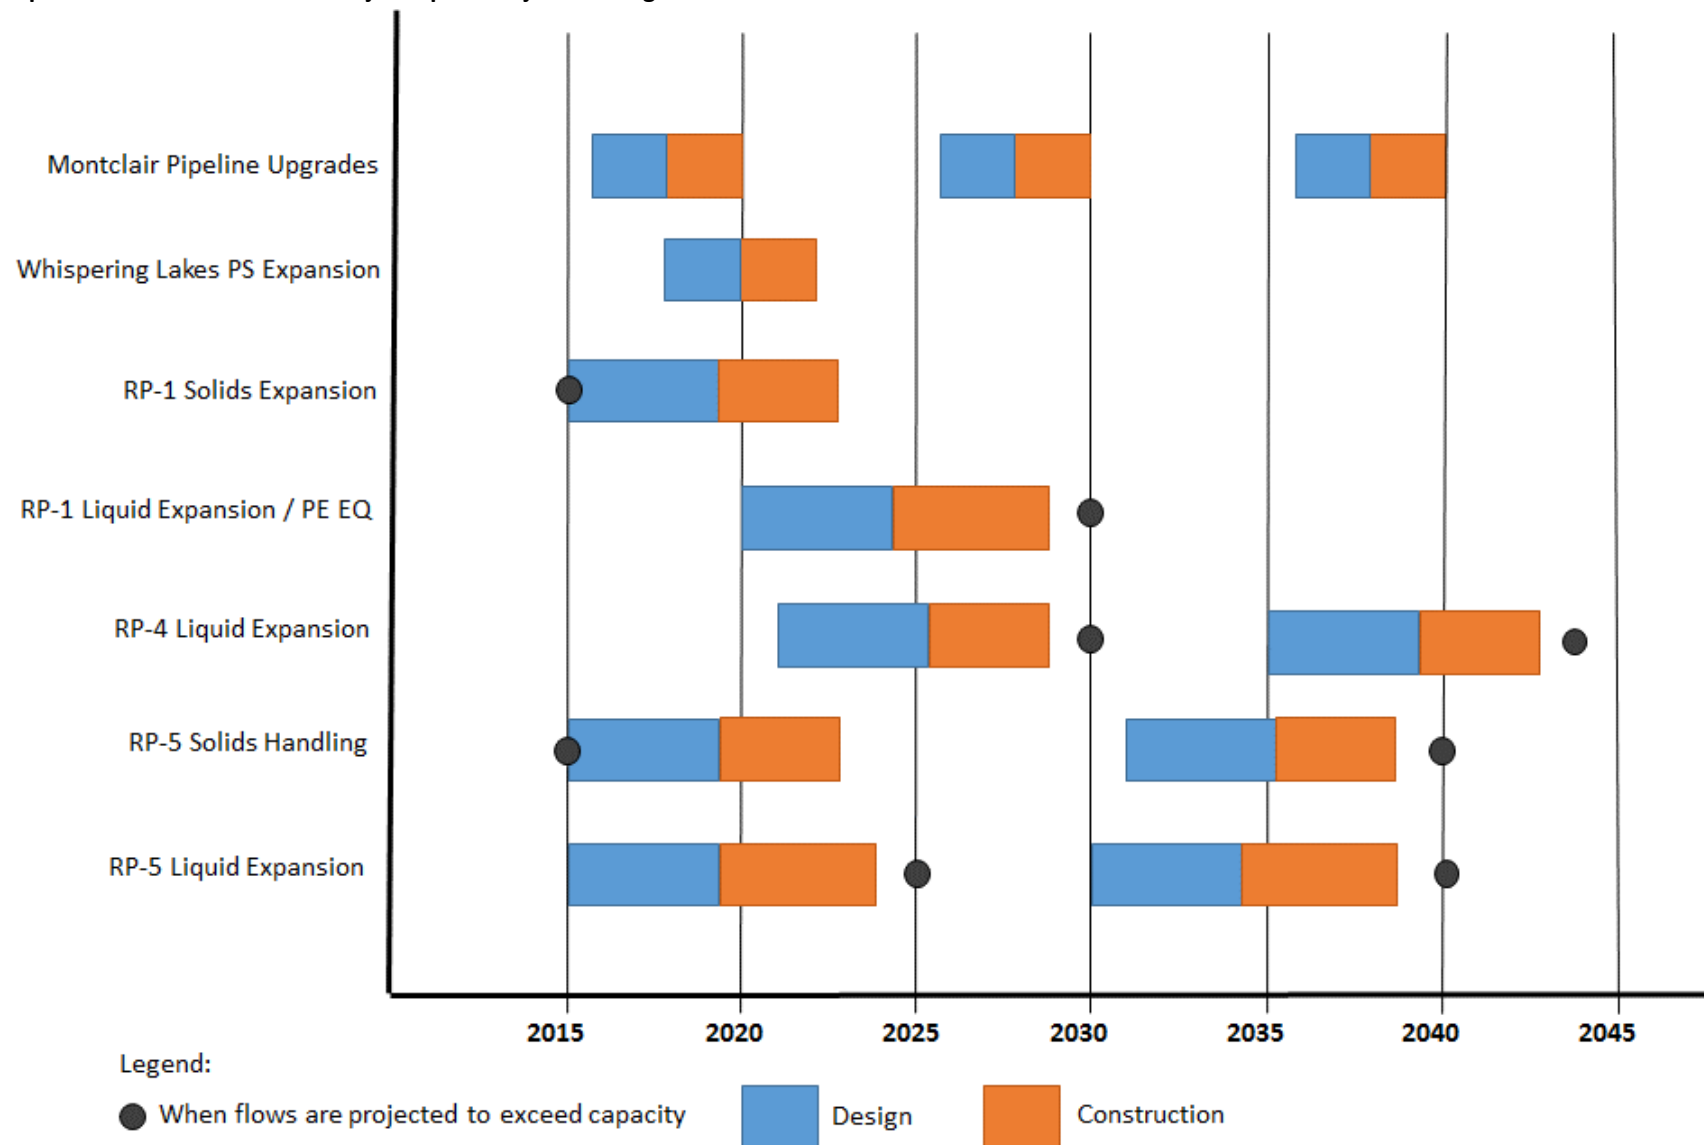 Montclair Pipeline Upgrades
Whispering Lakes PS Expansion
RP-1 Solids Expansion
RP-1 Liquid Expansion / PE EQ
RP-4 Liquid Expansion
RP-5 Solids Handling
RP-5 Liquid Expansion
2015 2020 2025 2030 2035 2040 2045
Legend:
When flows are projected to exceed capacity Design Construction